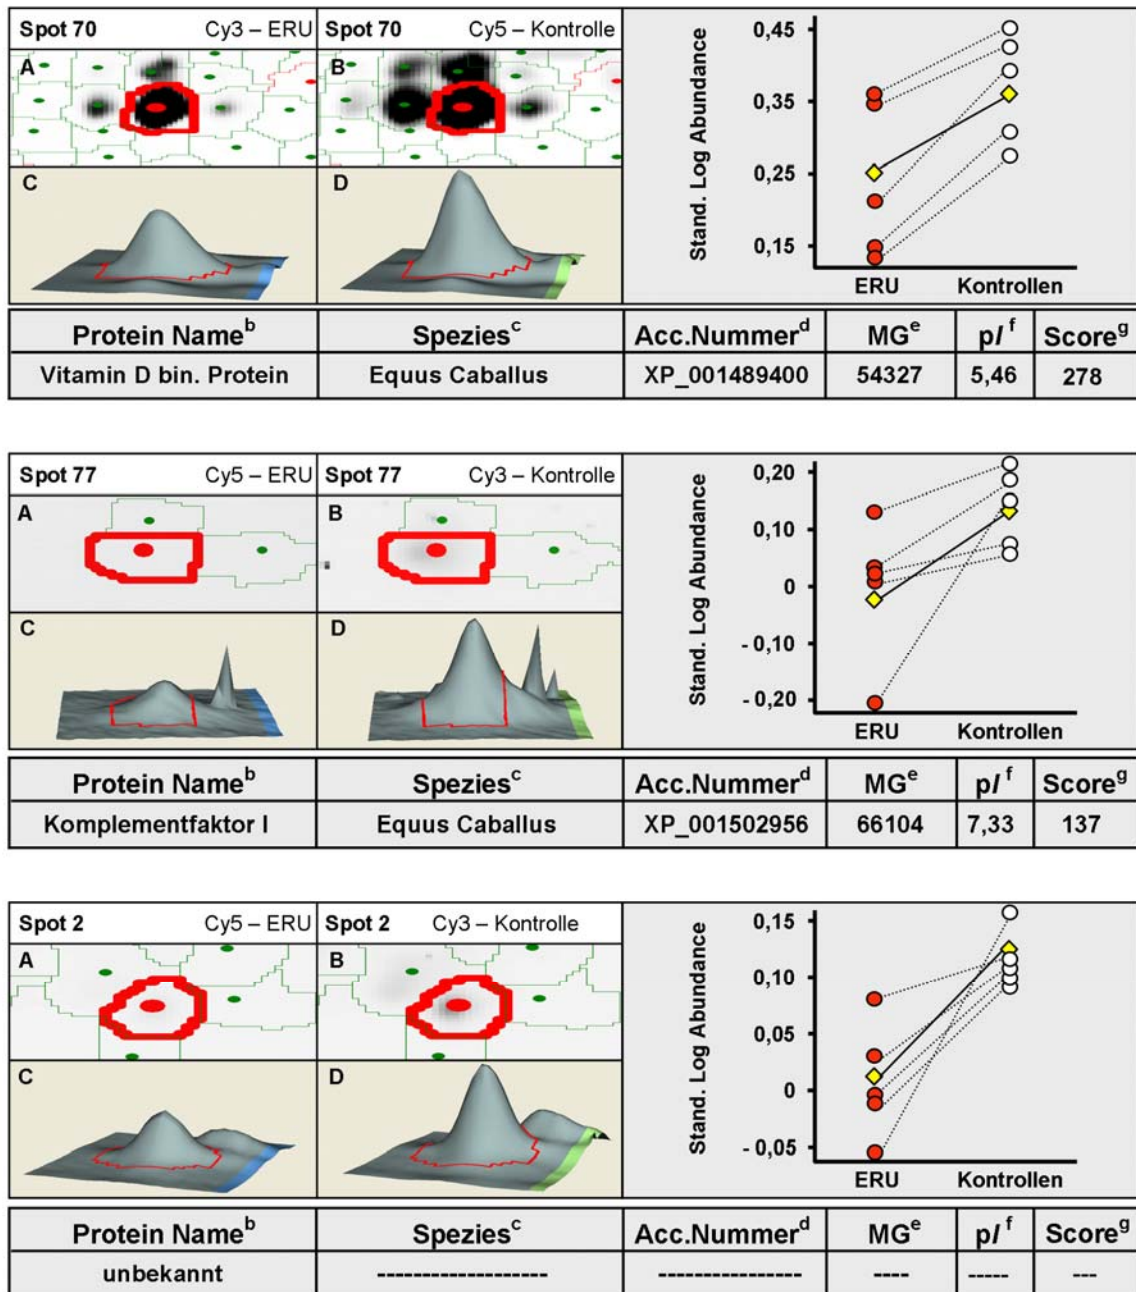 Spot 70 Cy3 – ERU Spot 70 Cy5 – Kontrolle
A B
C D
Stand. Log Abundance
0,45
0,35
0,25
0,15
ERU Kontrollen
Protein Name^b Spezies^c Acc.Nummer^d MG^e pI^f Score^g
Vitamin D bin. Protein Equus Caballus XP_001489400 54327 5,46 278
Spot 77 Cy5 – ERU Spot 77 Cy3 – Kontrolle
A B
C D
Stand. Log Abundance
0,20
0,10
0
- 0,10
- 0,20
ERU Kontrollen
Protein Name^b Spezies^c Acc.Nummer^d MG^e pI^f Score^g
Komplementfaktor I Equus Caballus XP_001502956 66104 7,33 137
Spot 2 Cy5 – ERU Spot 2 Cy3 – Kontrolle
A B
C D
Stand. Log Abundance
0,15
0,10
0,05
0
- 0,05
ERU Kontrollen
Protein Name^b Spezies^c Acc.Nummer^d MG^e pI^f Score^g
unbekannt ------------------ --------------- ---- ----- ---